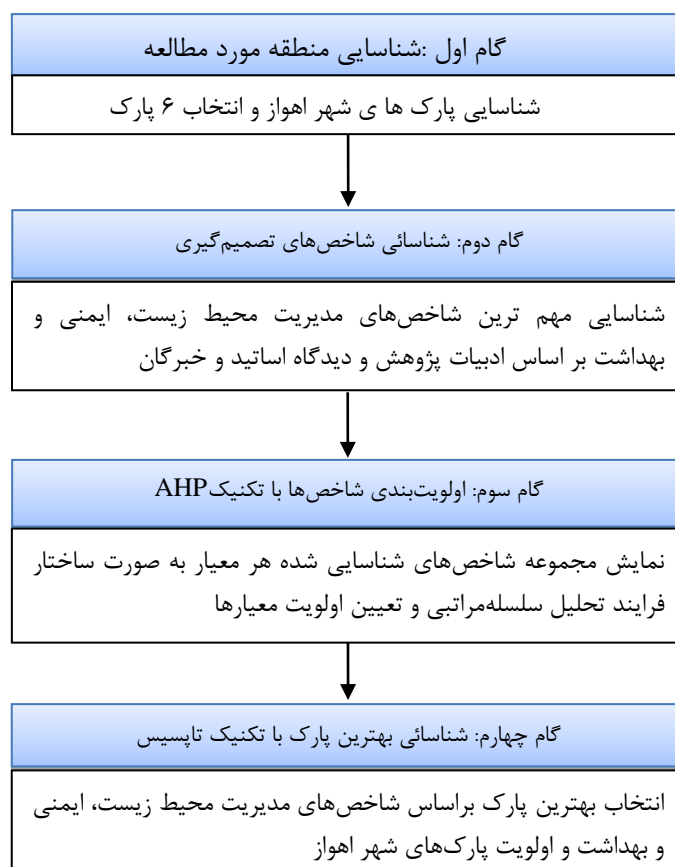 گام اول :شناسایی منطقه مورد مطالعه
شناسایی پارک ها ی شهر اهواز و انتخاب ۶ پارک
گام دوم: شناسائی شاخص‌های تصمیم‌گیری
شناسایی مهم ترین شاخص‌های مدیریت محیط زیست، ایمنی و
بهداشت بر اساس ادبیات پژوهش و دیدگاه اساتید و خبرگان
گام سوم: اولویت‌بندی شاخص‌ها با تکنیک AHP
نمایش مجموعه شاخص‌های شناسایی شده هر معیار به صورت ساختار
فرایند تحلیل سلسله‌مراتبی و تعیین اولویت معیارها
گام چهارم: شناسائی بهترین پارک با تکنیک تاپسیس
انتخاب بهترین پارک براساس شاخص‌های مدیریت محیط زیست، ایمنی
و بهداشت و اولویت پارک‌های شهر اهواز